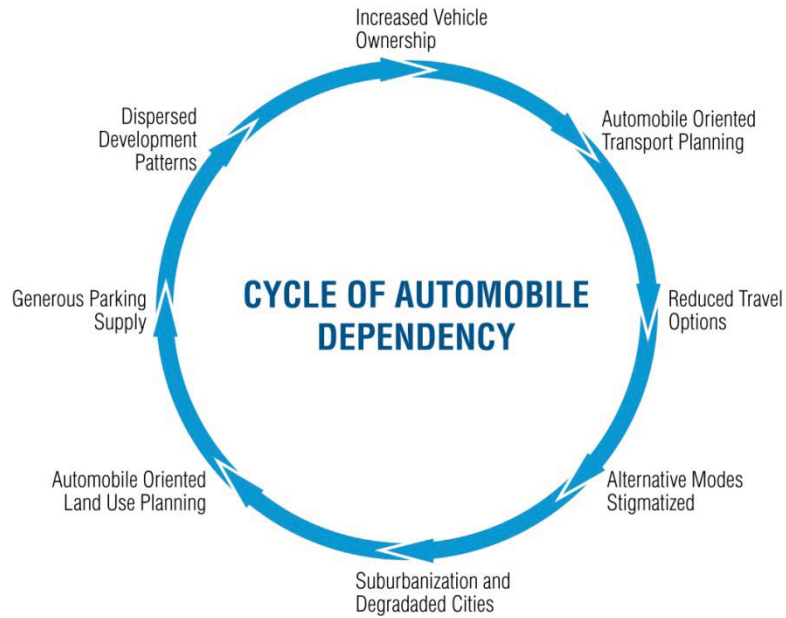 Increased Vehicle
Ownership
Automobile Oriented
Transport Planning
Reduced Travel
Options
Alternative Modes
Stigmatized
Suburbanization and
Degradaded Cities
Automobile Oriented
Land Use Planning
Generous Parking
Supply
Dispersed
Development
Patterns
CYCLE OF AUTOMOBILE
DEPENDENCY